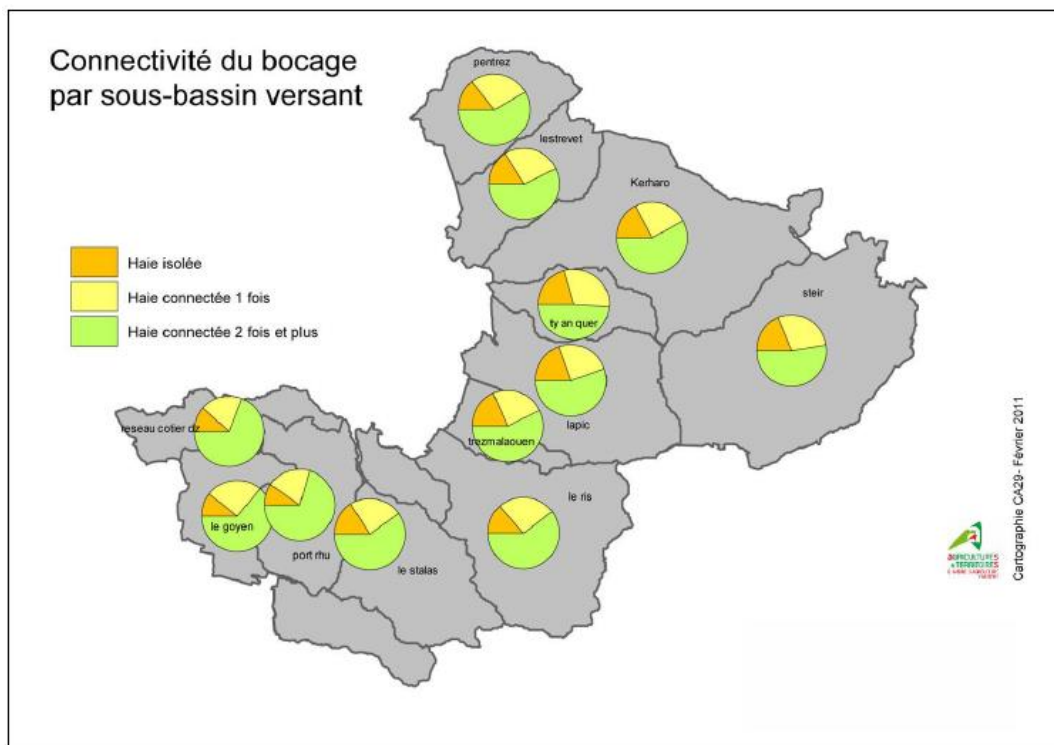 Connectivité du bocage
par sous-bassin versant
pentrez
lestrevet
Kerharo
Haie isolée
Haie connectée 1 fois
Haie connectée 2 fois et plus
steir
ty an quer
lapic
trezmalaouen
reseau cotier dz
le ris
le goyen
port rhu
le stalas
AGRICULTURES
& TERRITOIRES
Cartographie CA29- Février 2011